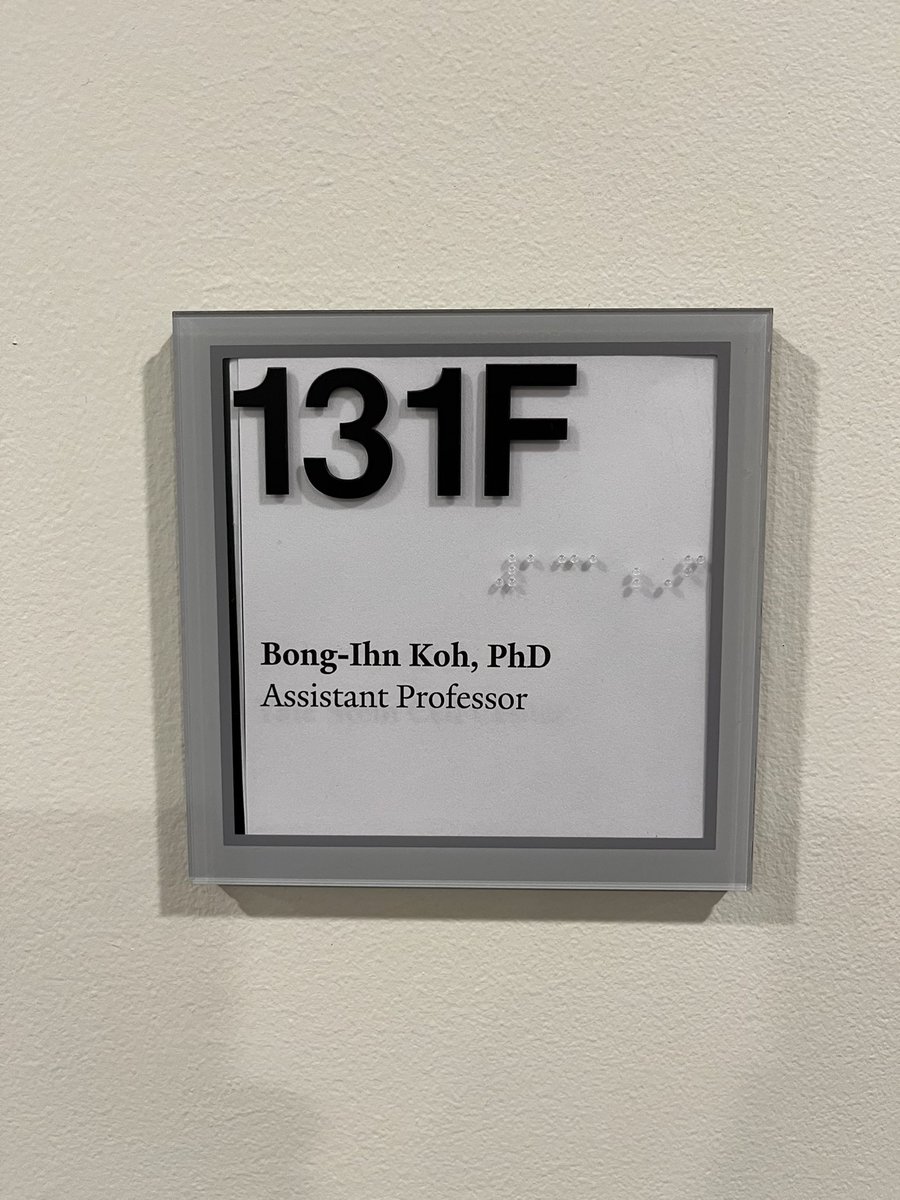 131F
Bong-Ihn Koh, PhD
Assistant Professor